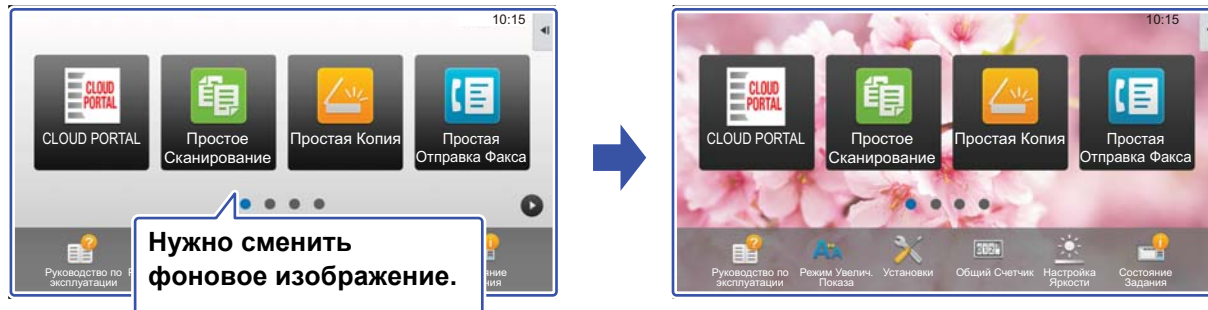 10:15
CLOUD
PORTAL
CLOUD PORTAL
Простое
Сканирование
Простая Копия
Простая
Отправка Факса
Нужно сменить
фоновое изображение.
Руководство по
эксплуатации
10:15
CLOUD
PORTAL
CLOUD PORTAL
Простое
Сканирование
Простая Копия
Простая
Отправка Факса
Руководство по
эксплуатации
Режим Увелич.
Показа
Установки
Общий Счетчик
Настройка
Яркости
Состояние
Задания